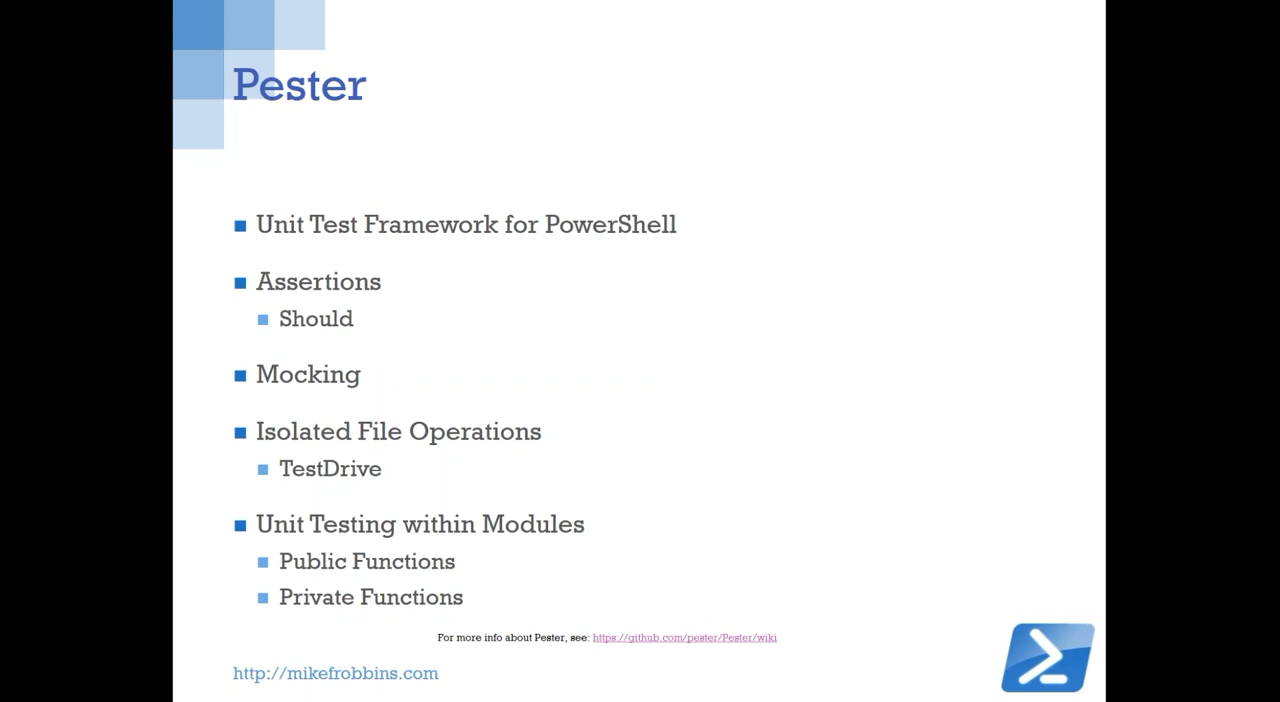 Pester
Unit Test Framework for PowerShell
Assertions
Should
Mocking
Isolated File Operations
TestDrive
Unit Testing within Modules
Public Functions
Private Functions
For more info about Pester, see: https://github.com/pester/Pester/wiki
http://mikefrobbins.com